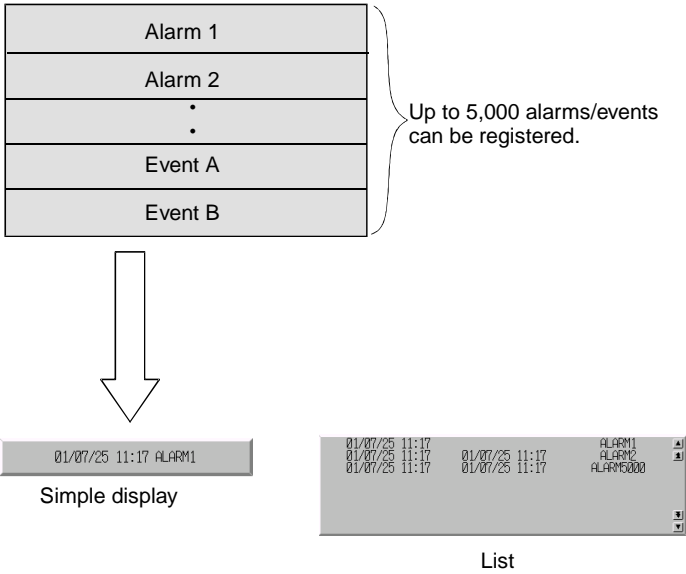 Alarm 1
Alarm 2
Event A
Event B
Up to 5,000 alarms/events
can be registered.
01/07/25 11:17 ALARM1
Simple display
01/07/25 11:17 ALARM1
01/07/25 11:17 01/07/25 11:17 ALARM2
01/07/25 11:17 01/07/25 11:17 ALARM5000
List